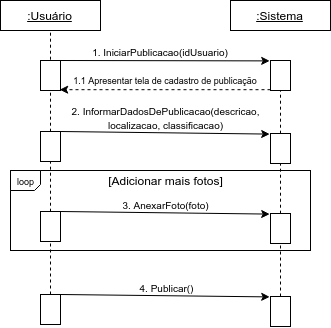 :Usuário
:Sistema
1. IniciarPublicacao(idUsuario)
1.1 Apresentar tela de cadastro de publicação
2. InformarDadosDePublicacao(descricao,
localizacao, classificacao)
loop
[Adicionar mais fotos]
3. AnexarFoto(foto)
4. Publicar()